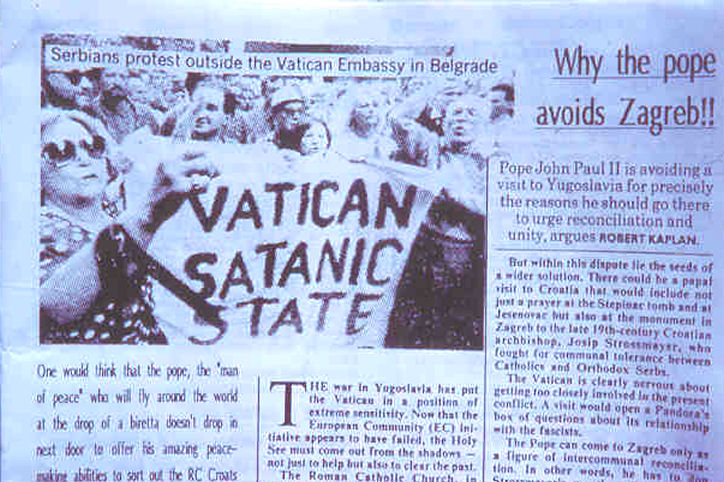 Serbians protest outside the Vatican Embassy in Belgrade
VATICAN
SATANIC
STATE
Why the pope
avoids Zagreb!!
Pope John Paul II is avoiding a
visit to Yugoslavia for precisely
the reasons he should go there
to urge reconciliation and
unity, argues ROBERT KAPLAN.
One would think that the pope, the "man
of peace" who will fly around the world
at the drop of a biretta doesn't drop in
next door to offer his amazing peace-
making abilities to sort out the RC Croats
THE war in Yugoslavia has put
the Vatican in a position of
extreme sensitivity. Now that the
European Community (EC) ini-
tiative appears to have failed, the Holy
See must come out from the shadows —
not just to help but also to clear the past.
The Roman Catholic Church, in
But within this dispute lie the seeds of
a wider solution. There could be a papal
visit to Croatia that would include not
just a prayer at the Stepinac tomb and at
Jesenovac but also at the monument in
Zagreb to the late 19th-century Croatian
archbishop, Josip Strossmayer, who
fought for communal tolerance between
Catholics and Orthodox Serbs.
The Vatican is clearly nervous about
getting too closely involved in the present
conflict. A visit would open a Pandora's
box of questions about its relationship
with the fascists.
The Pope can come to Zagreb only as
a figure of intercommunal reconcilia-
tion. In other words, he has to don